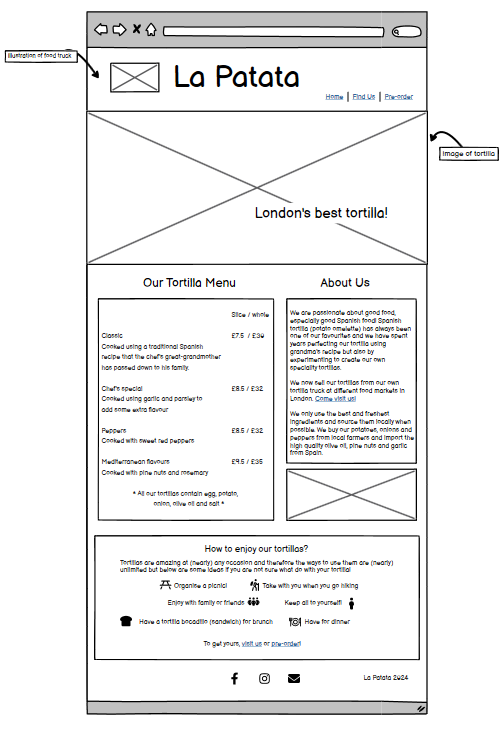 Illustration of food truck
La Patata
Home | Find Us | Pre-order
Image of tortilla
London's best tortilla!
Our Tortilla Menu
Slice / whole
Classic £7.5 / £30
Cooked using a traditional Spanish
recipe that the chef's great-grandmother
has passed down to his family.
Chef's special £8.5 / £32
Cooked using garlic and parsley to
add some extra flavour
Peppers £8.5 / £32
Cooked with sweet red peppers
Mediterranean flavours £9.5 / £35
Cooked with pine nuts and rosemary
* All our tortillas contain egg, potato,
onion, olive oil and salt *
About Us
We are passionate about good food,
especially good Spanish food! Spanish
tortilla (potato omelette) has always been
one of our favourites and we have spent
years perfecting our tortilla using
grandma's recipe but also by
experimenting to create our own
speciality tortillas.
We now sell our tortillas from our own
tortilla truck at different food markets in
London. Come visit us!
We only use the best and freshest
ingredients and source them locally when
possible. We buy our potatoes, onions and
peppers from local farmers and import the
high quality olive oil, pine nuts and garlic
from Spain.
How to enjoy our tortillas?
Tortillas are amazing at (nearly) any occasion and therefore the ways to use them are (nearly)
unlimited but below are some ideas if you are not sure what do with your tortilla!
Organise a picnic! Take with you when you go hiking
Enjoy with family or friends Keep all to yourself!
Have a tortilla bocadillo (sandwich) for brunch Have for dinner
To get yours, visit us or pre-order!
La Patata 2024